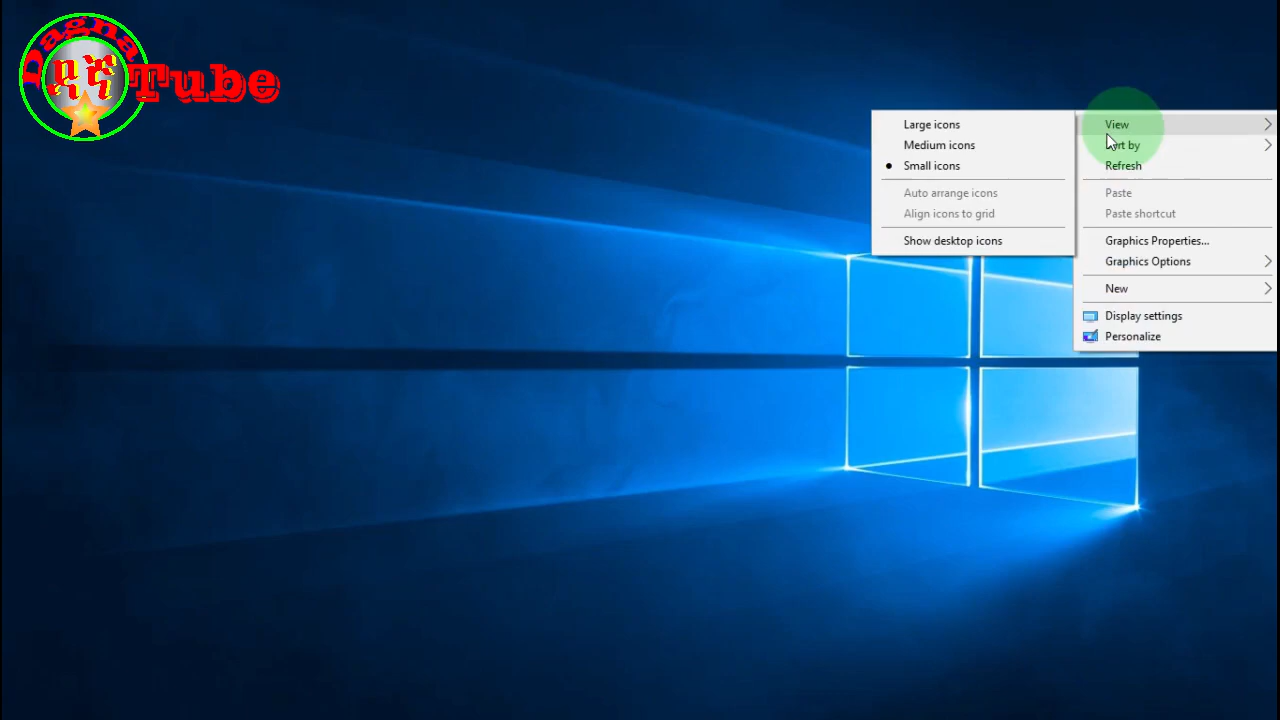 Dagna
Tube
Large icons
Medium icons
Small icons
Auto arrange icons
Align icons to grid
Show desktop icons
View
Sort by
Refresh
Paste
Paste shortcut
Graphics Properties...
Graphics Options
New
Display settings
Personalize